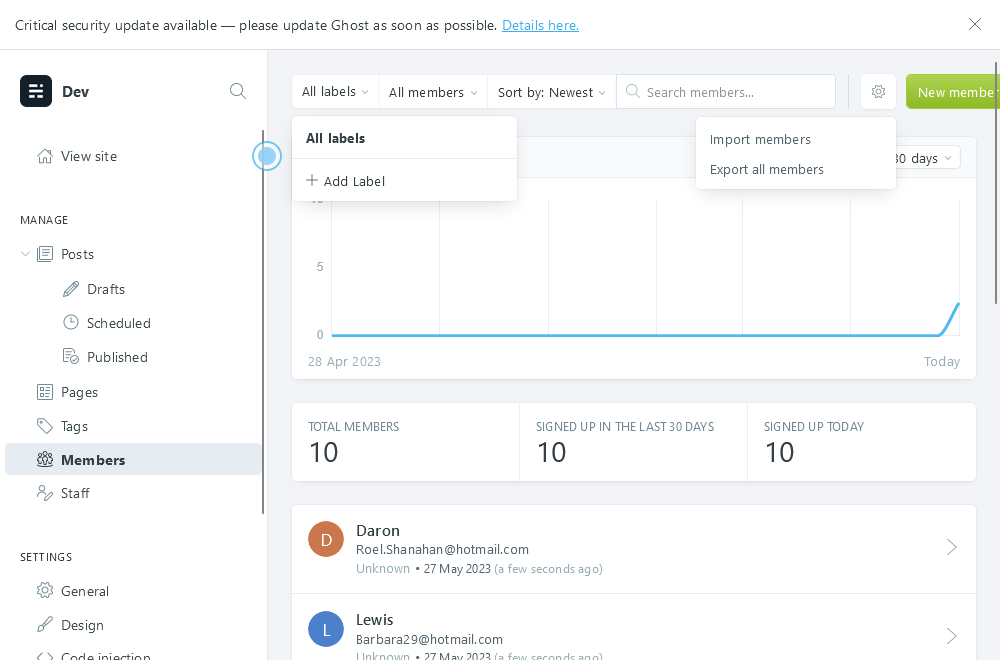 Critical security update available — please update Ghost as soon as possible. Details here.
Dev
View site
MANAGE
Posts
Drafts
Scheduled
Published
Pages
Tags
Members
Staff
SETTINGS
General
Design
Code injection
All labels
All members
Sort by: Newest
Search members...
New member
All labels
Add Label
Import members
Export all members
30 days
5
0
28 Apr 2023
Today
TOTAL MEMBERS
10
SIGNED UP IN THE LAST 30 DAYS
10
SIGNED UP TODAY
10
D
Daron
Roel.Shanahan@hotmail.com
Unknown • 27 May 2023 (a few seconds ago)
L
Lewis
Barbara29@hotmail.com
Unknown • 27 May 2023 (a few seconds ago)